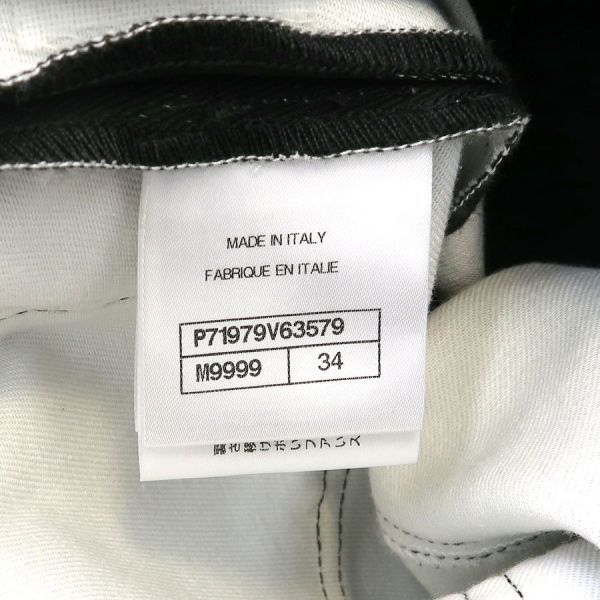 MADE IN ITALY
FABRIQUE EN ITALIE
P71979V63579
M9999 34